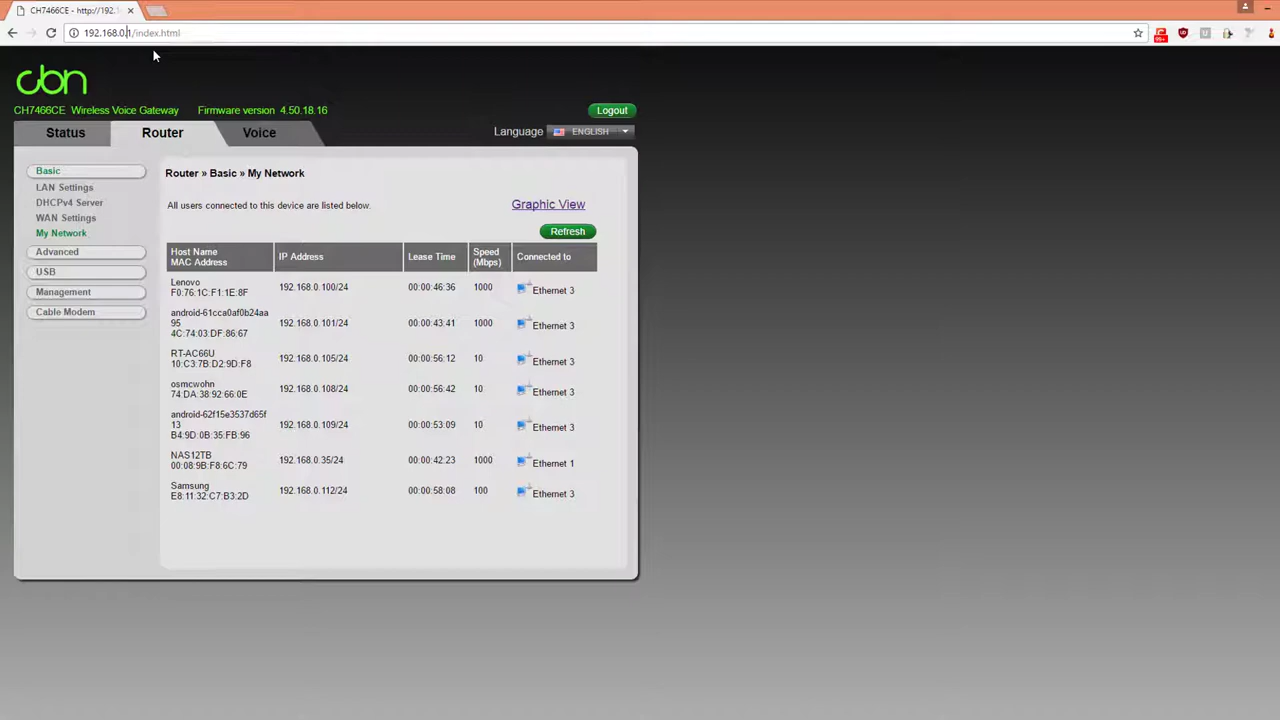 CH7466CE - http://192.1
192.168.0.1/index.html
99+
cbn
CH7466CE Wireless Voice Gateway Firmware version 4.50.18.16
Logout
Status Router Voice
Language ENGLISH
Basic
LAN Settings
DHCPv4 Server
WAN Settings
My Network
Advanced
USB
Management
Cable Modem
Router » Basic » My Network
All users connected to this device are listed below.
Graphic View
Refresh
Host Name
MAC Address
IP Address
Lease Time
Speed
(Mbps)
Connected to
Lenovo
F0:76:1C:F1:1E:8F
192.168.0.100/24 00:00:46:36 1000 Ethernet 3
android-61cca0af0b24aa
95
4C:74:03:DF:86:67
192.168.0.101/24 00:00:43:41 1000 Ethernet 3
RT-AC66U
10:C3:7B:D2:9D:F8
192.168.0.105/24 00:00:56:12 10 Ethernet 3
osmcwohn
74:DA:38:92:66:0E
192.168.0.108/24 00:00:56:42 10 Ethernet 3
android-62f15e3537d65f
13
B4:9D:0B:35:FB:96
192.168.0.109/24 00:00:53:09 10 Ethernet 3
NAS12TB
00:08:9B:F8:6C:79
192.168.0.35/24 00:00:42:23 1000 Ethernet 1
Samsung
E8:11:32:C7:B3:2D
192.168.0.112/24 00:00:58:08 100 Ethernet 3